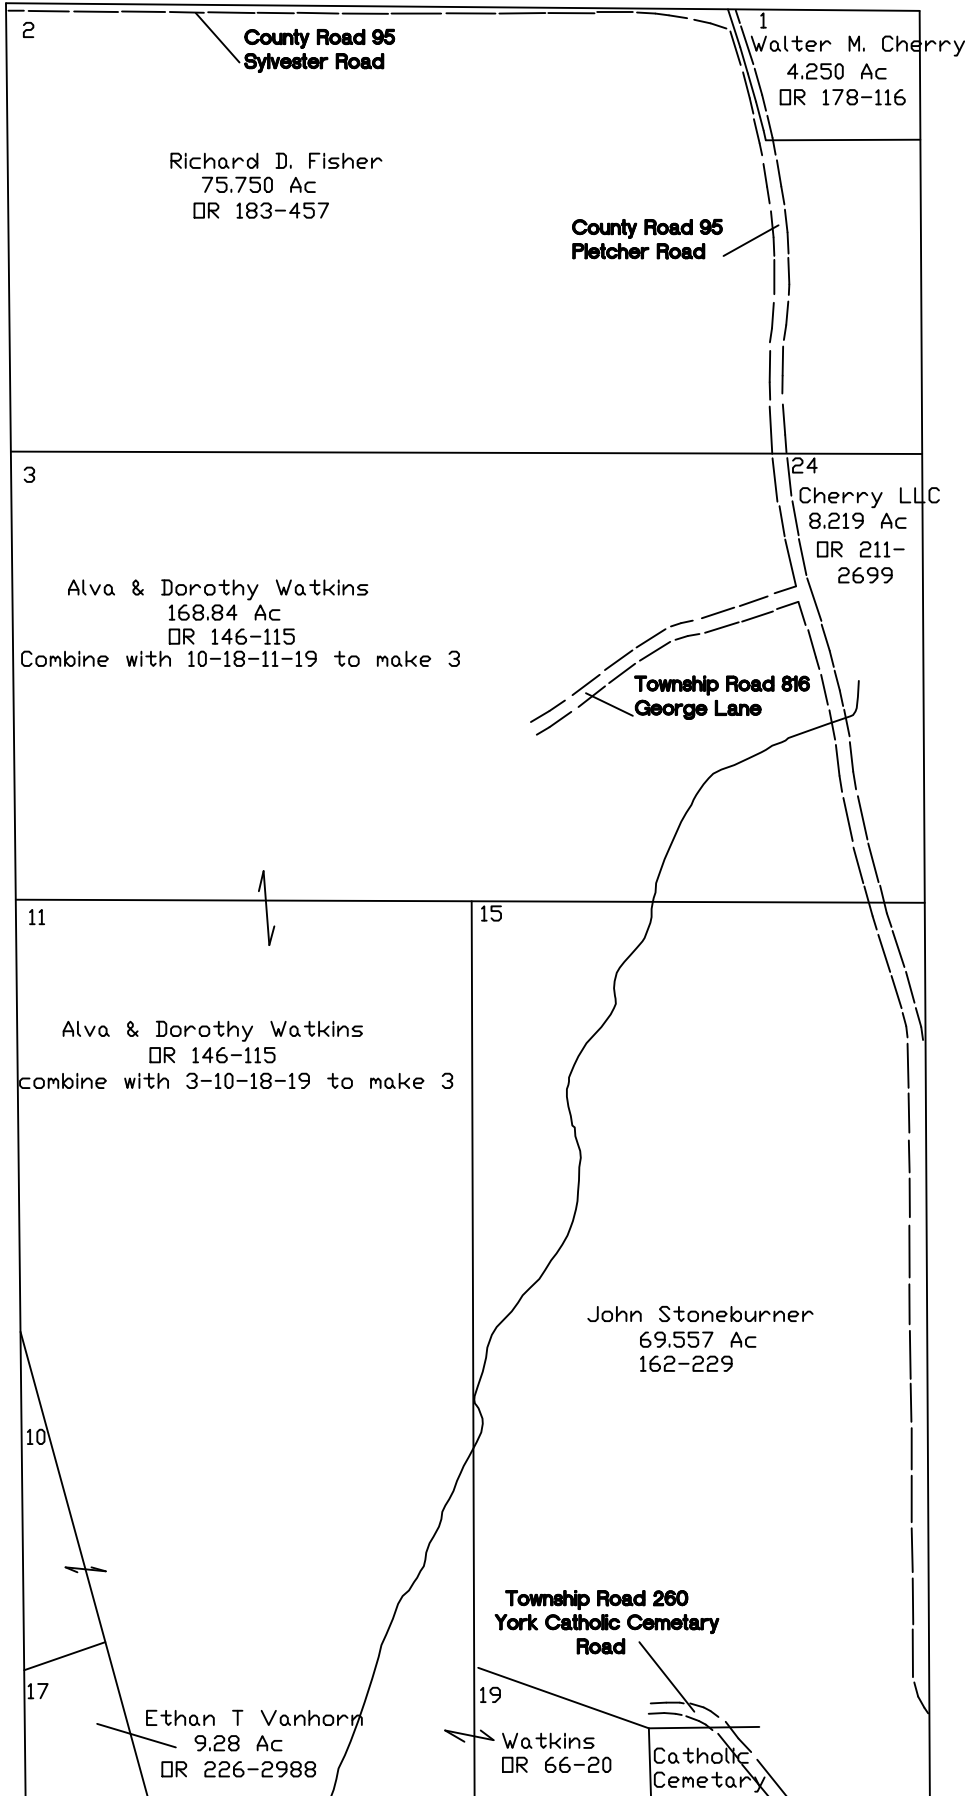 2
County Road 95
Sylvester Road
1
Walter M. Cherry
4.250 Ac
OR 178-116
Richard D. Fisher
75.750 Ac
OR 183-457
County Road 95
Pletcher Road
3
24
Cherry LLC
8.219 Ac
OR 211-
2699
Alva & Dorothy Watkins
168.84 Ac
OR 146-115
Combine with 10-18-11-19 to make 3
Township Road 816
George Lane
11
15
Alva & Dorothy Watkins
OR 146-115
combine with 3-10-18-19 to make 3
John Stoneburner
69.557 Ac
162-229
10
Township Road 260
York Catholic Cemetary
Road
17
19
Ethan T Vanhorn
9.28 Ac
OR 226-2988
Watkins
OR 66-20
Catholic
Cemetary